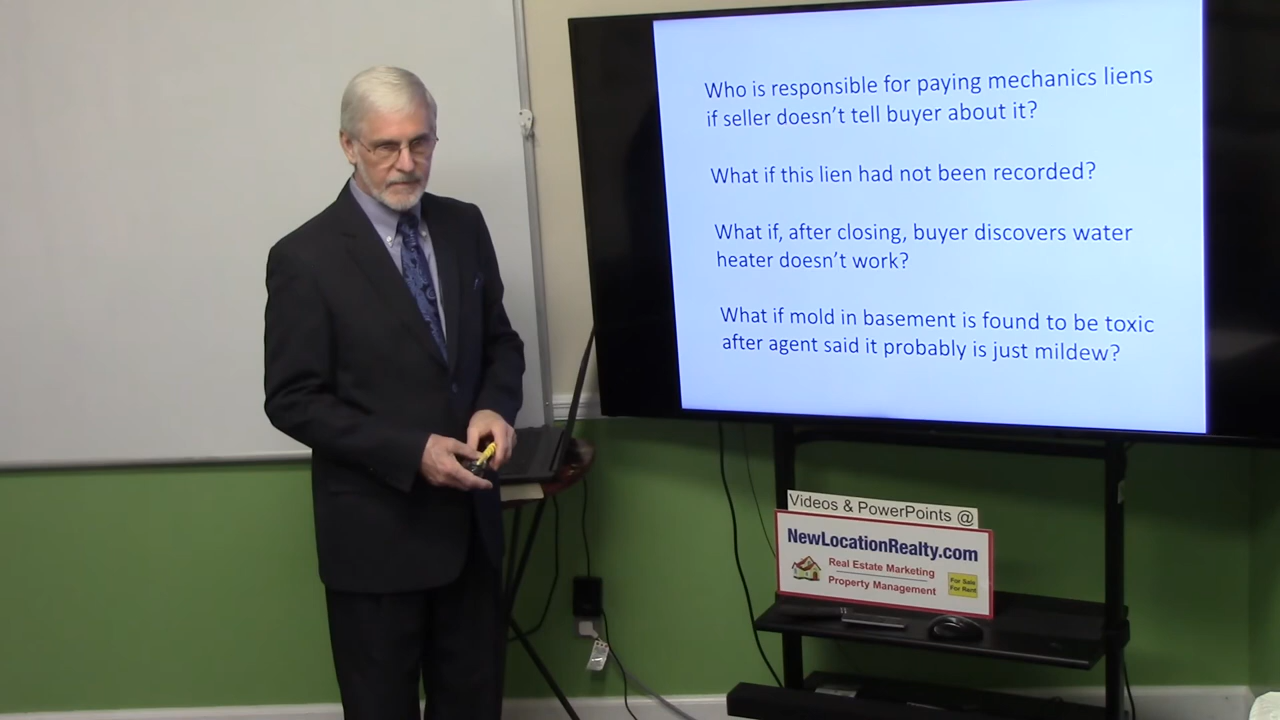 Who is responsible for paying mechanics liens
if seller doesn't tell buyer about it?
What if this lien had not been recorded?
What if, after closing, buyer discovers water
heater doesn't work?
What if mold in basement is found to be toxic
after agent said it probably is just mildew?
Videos & PowerPoints @
NewLocationRealty.com
Real Estate Marketing
Property Management
For Sale
For Rent